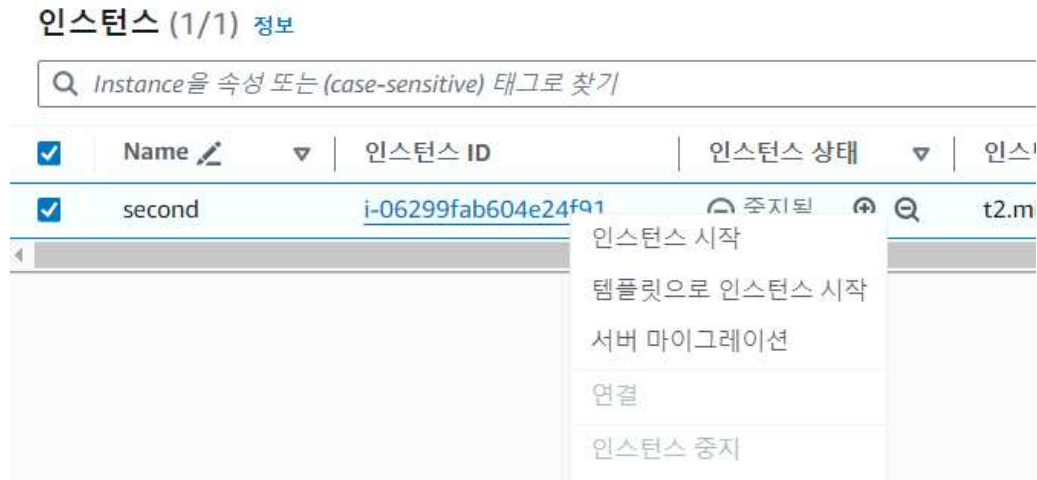 인스턴스 (1/1) 정보
Instance을 속성 또는 (case-sensitive) 태그로 찾기
Name 인스턴스 ID 인스턴스 상태
second i-06299fab604e24f91 중지됨
인스턴스 시작
템플릿으로 인스턴스 시작
서버 마이그레이션
연결
인스턴스 중지